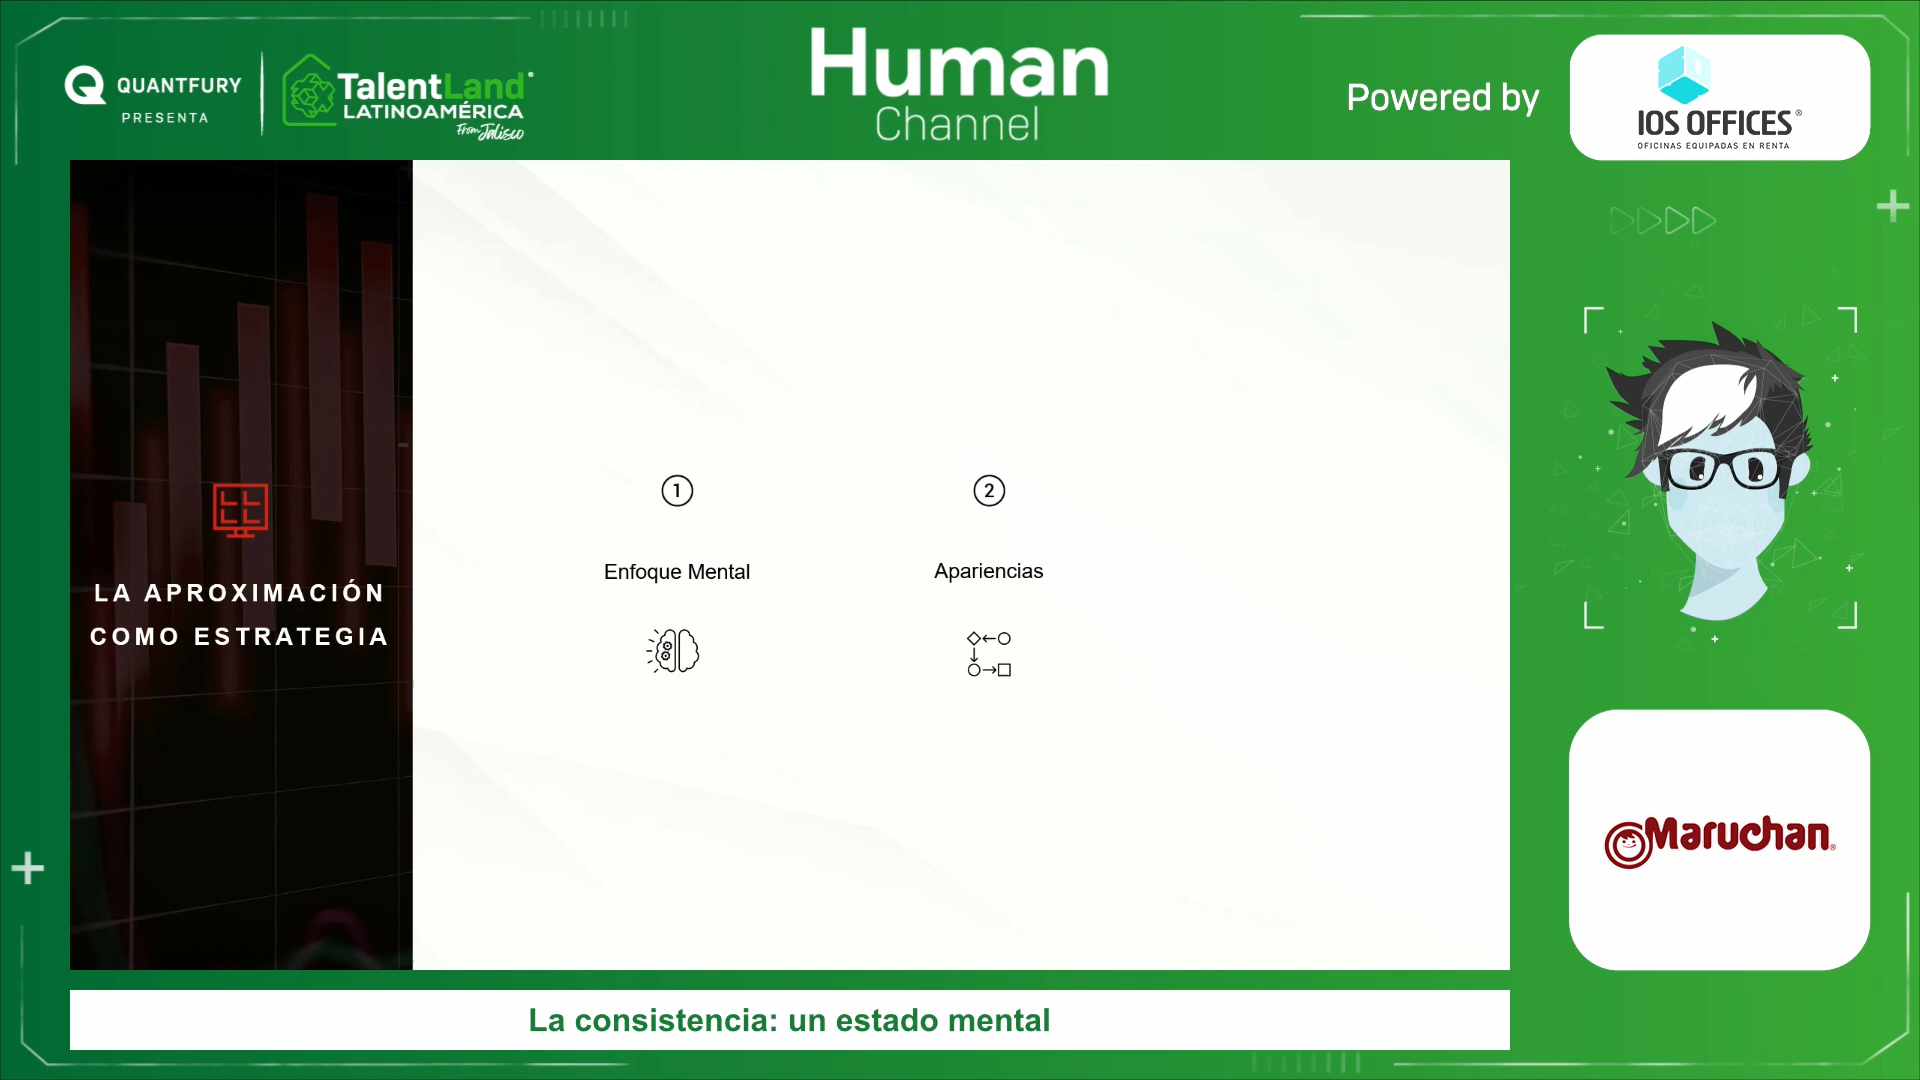 QUANTFURY
PRESENTA
TalentLand
LATINOAMÉRICA
From Jalisco
Human
Channel
Powered by
IOS OFFICES
OFICINAS EQUIPADAS EN RENTA
LA APROXIMACIÓN
COMO ESTRATEGIA
1
2
Enfoque Mental
Apariencias
Maruchan
La consistencia: un estado mental